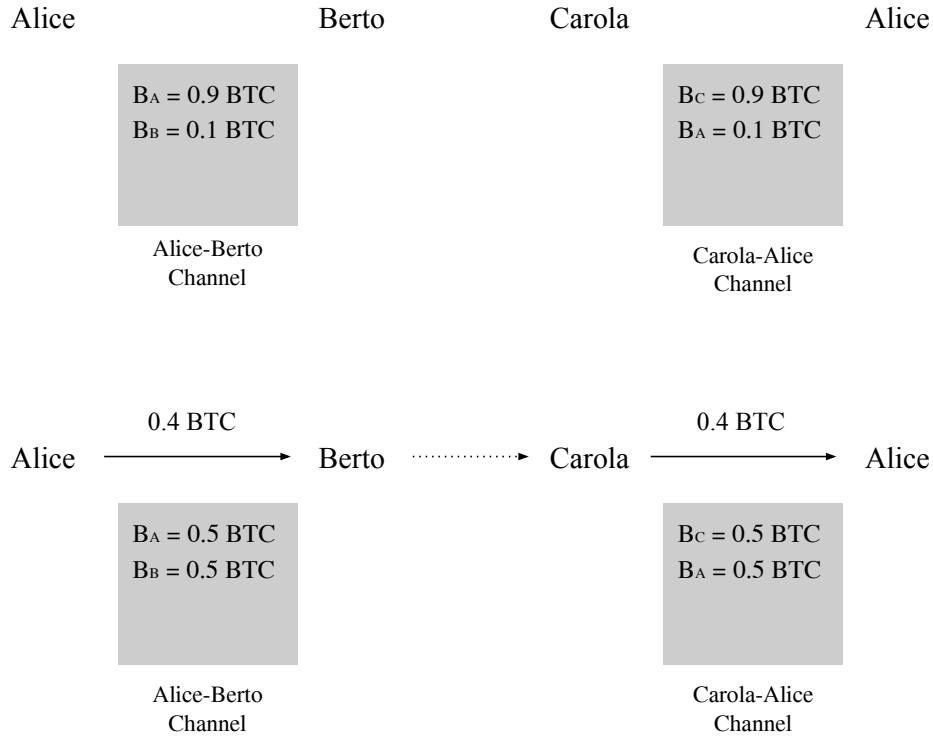 Alice Berto Carola Alice
BA = 0.9 BTC
BB = 0.1 BTC
Alice-Berto
Channel
BC = 0.9 BTC
BA = 0.1 BTC
Carola-Alice
Channel
0.4 BTC 0.4 BTC
Alice Berto Carola Alice
BA = 0.5 BTC
BB = 0.5 BTC
Alice-Berto
Channel
BC = 0.5 BTC
BA = 0.5 BTC
Carola-Alice
Channel